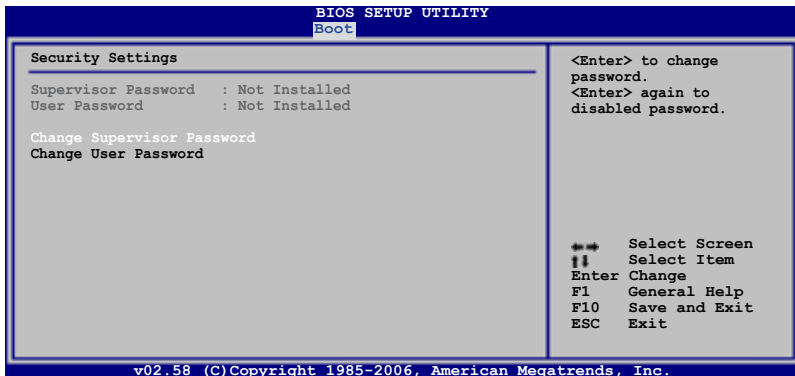 BIOS SETUP UTILITY
Boot
Security Settings
Supervisor Password : Not Installed
User Password : Not Installed
Change Supervisor Password
Change User Password
<Enter> to change
password.
<Enter> again to
disabled password.
Select Screen
Select Item
Enter Change
F1 General Help
F10 Save and Exit
ESC Exit
v02.58 (C)Copyright 1985-2006, American Megatrends, Inc.